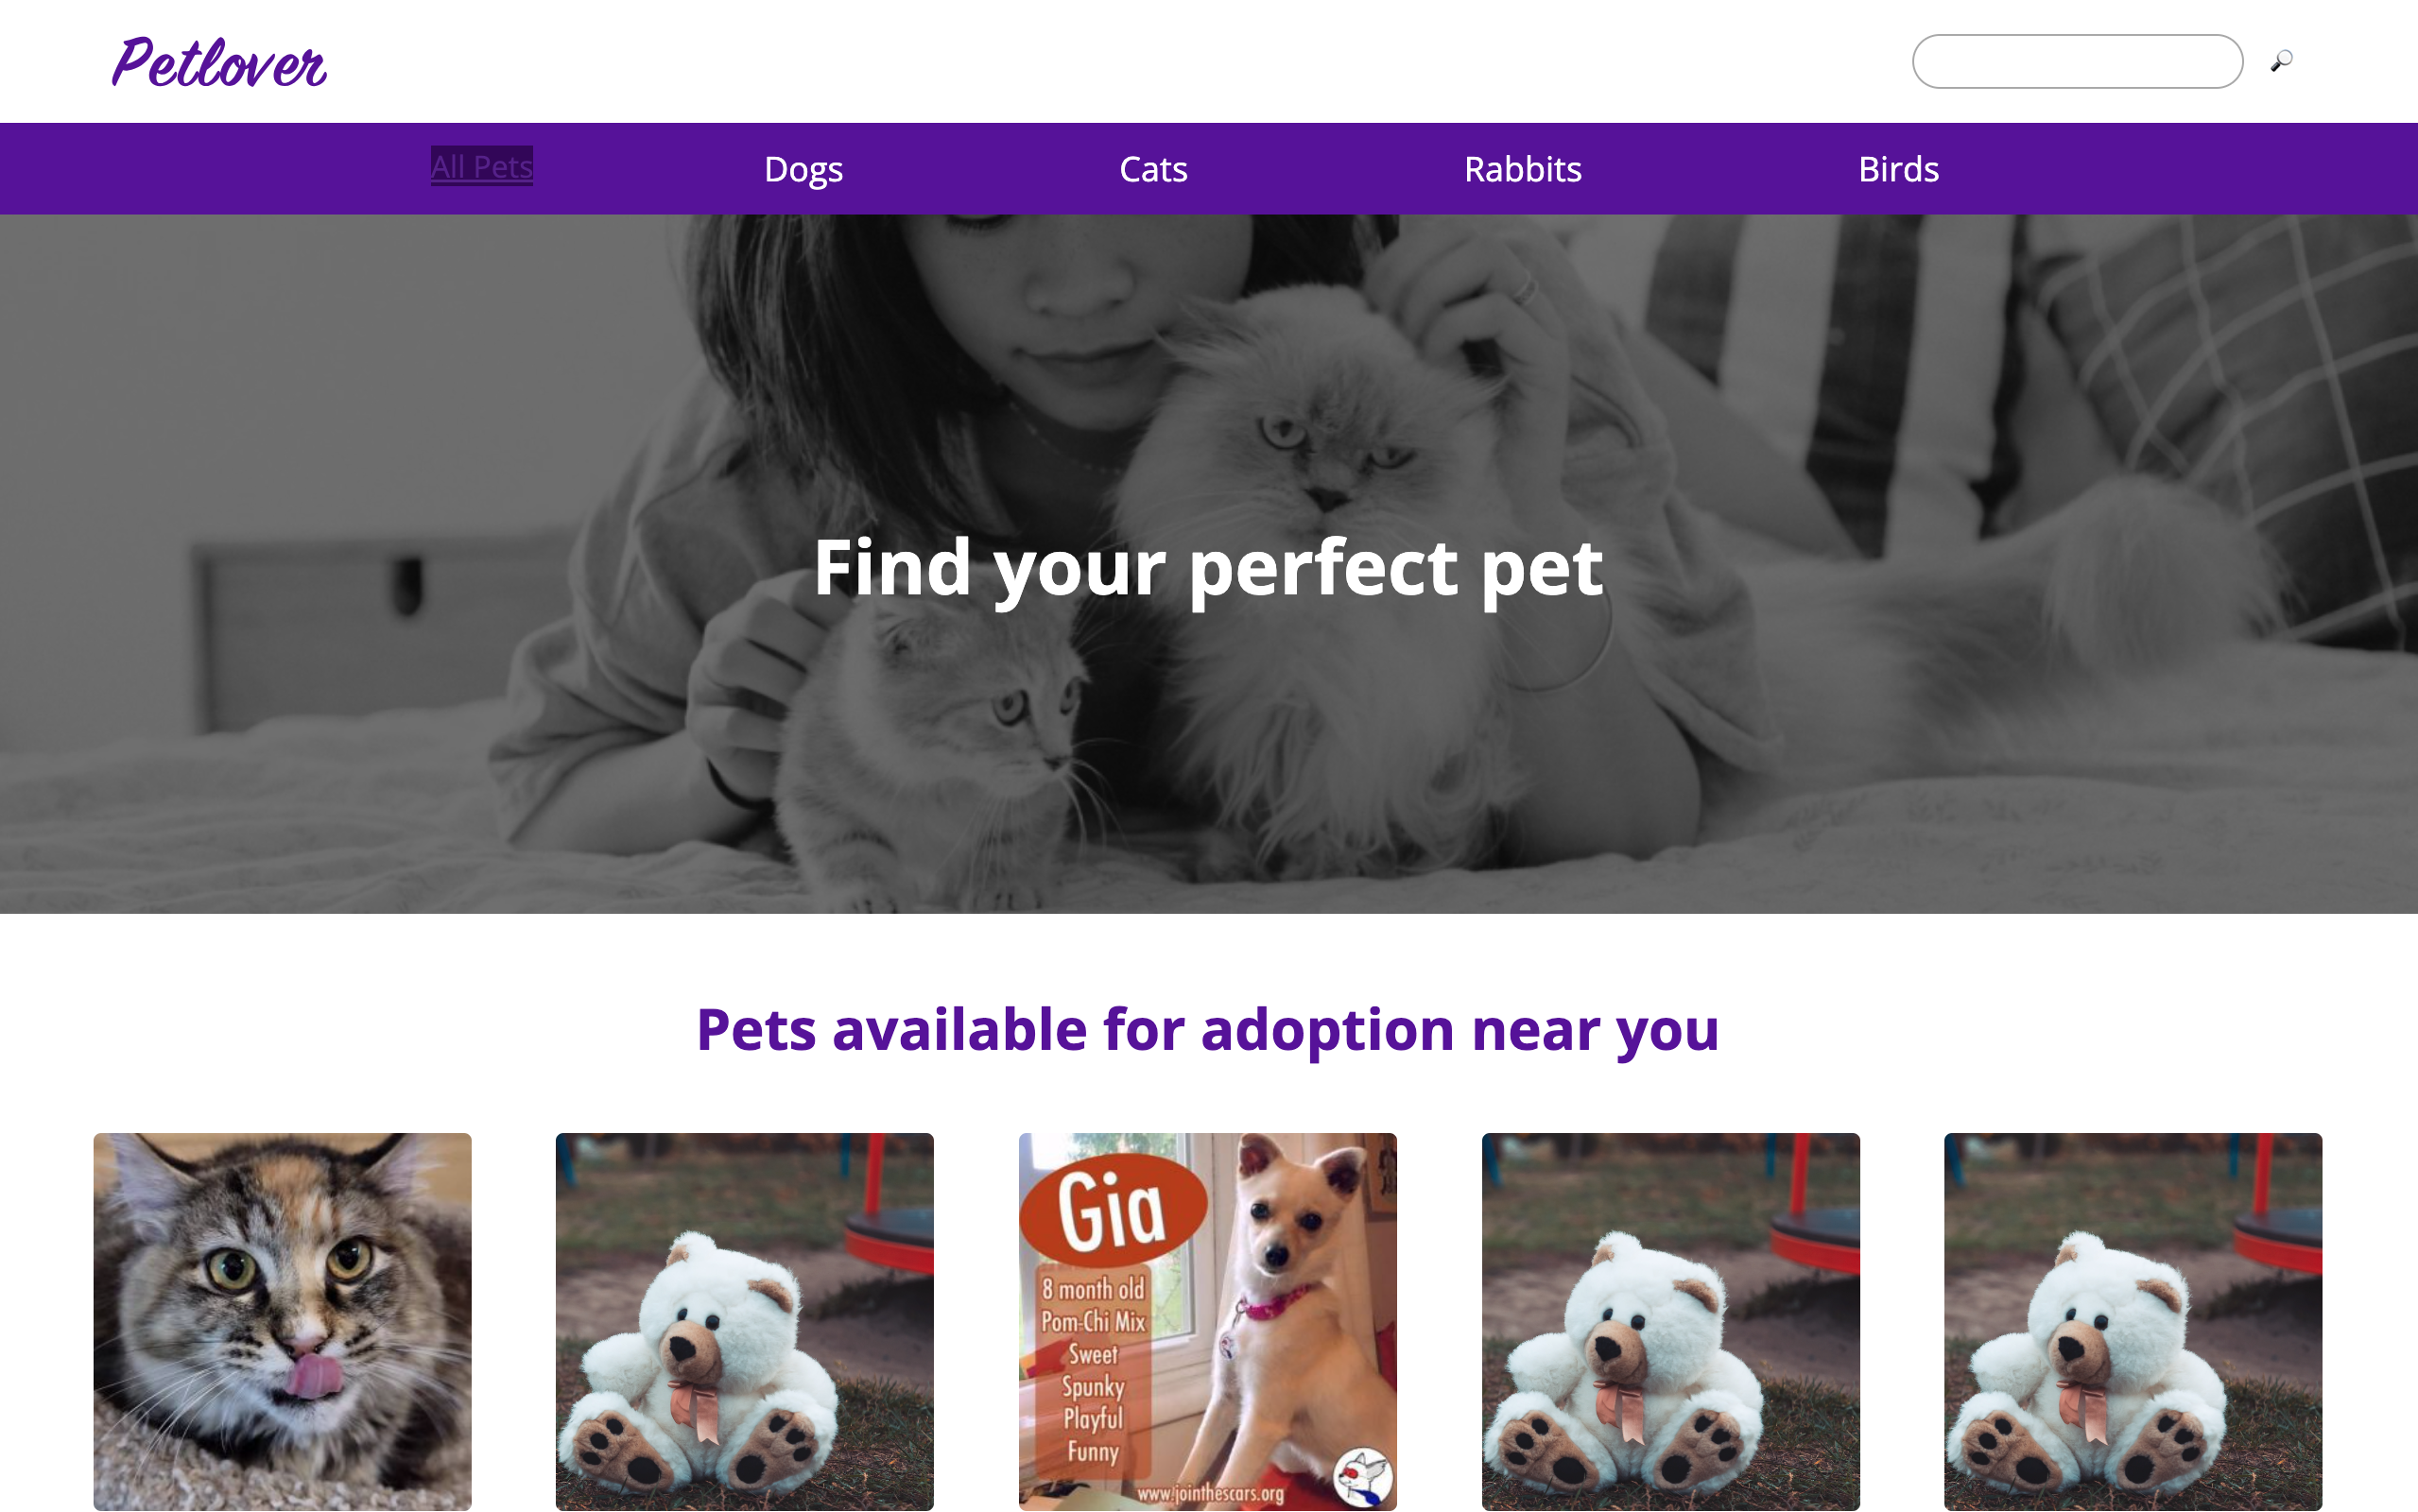 Petlover
All Pets
Dogs
Cats
Rabbits
Birds
Find your perfect pet
Pets available for adoption near you
Gia
8 month old
Pom-Chi Mix
Sweet
Spunky
Playful
Funny
www.jointhescars.org